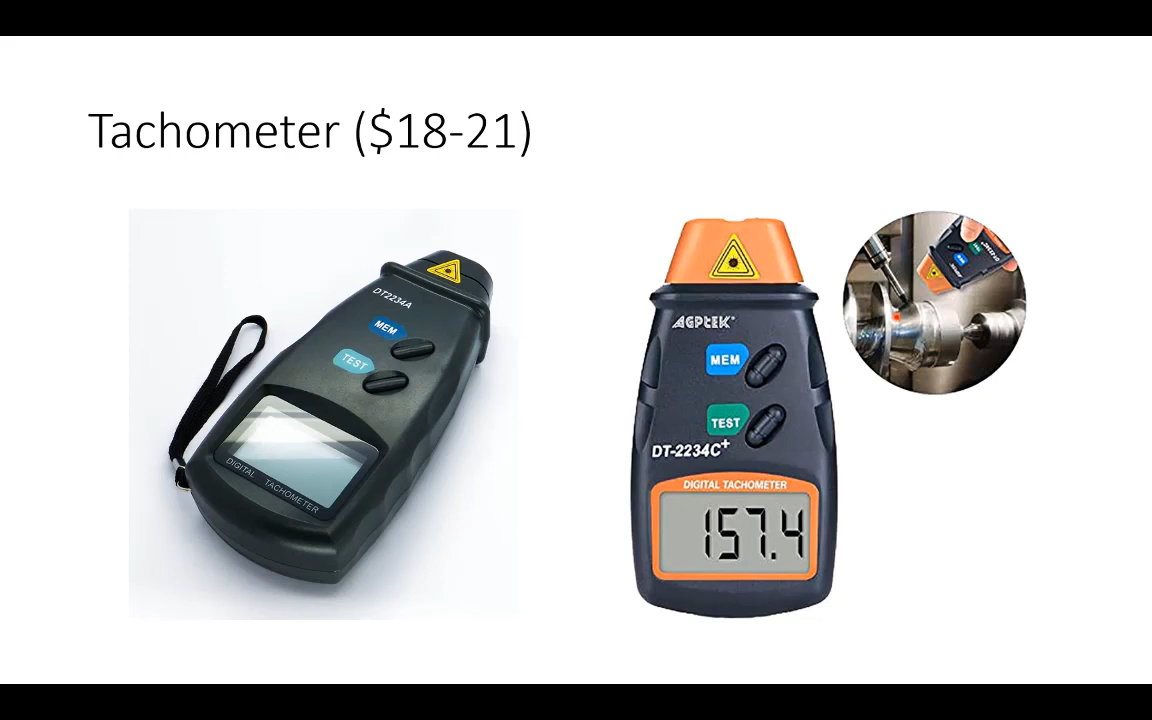 Tachometer ($18-21)
DT2234A
MEM
TEST
DIGITAL TACHOMETER
AGPtEK
MEM
TEST
DT-2234C+
DIGITAL TACHOMETER
157.4